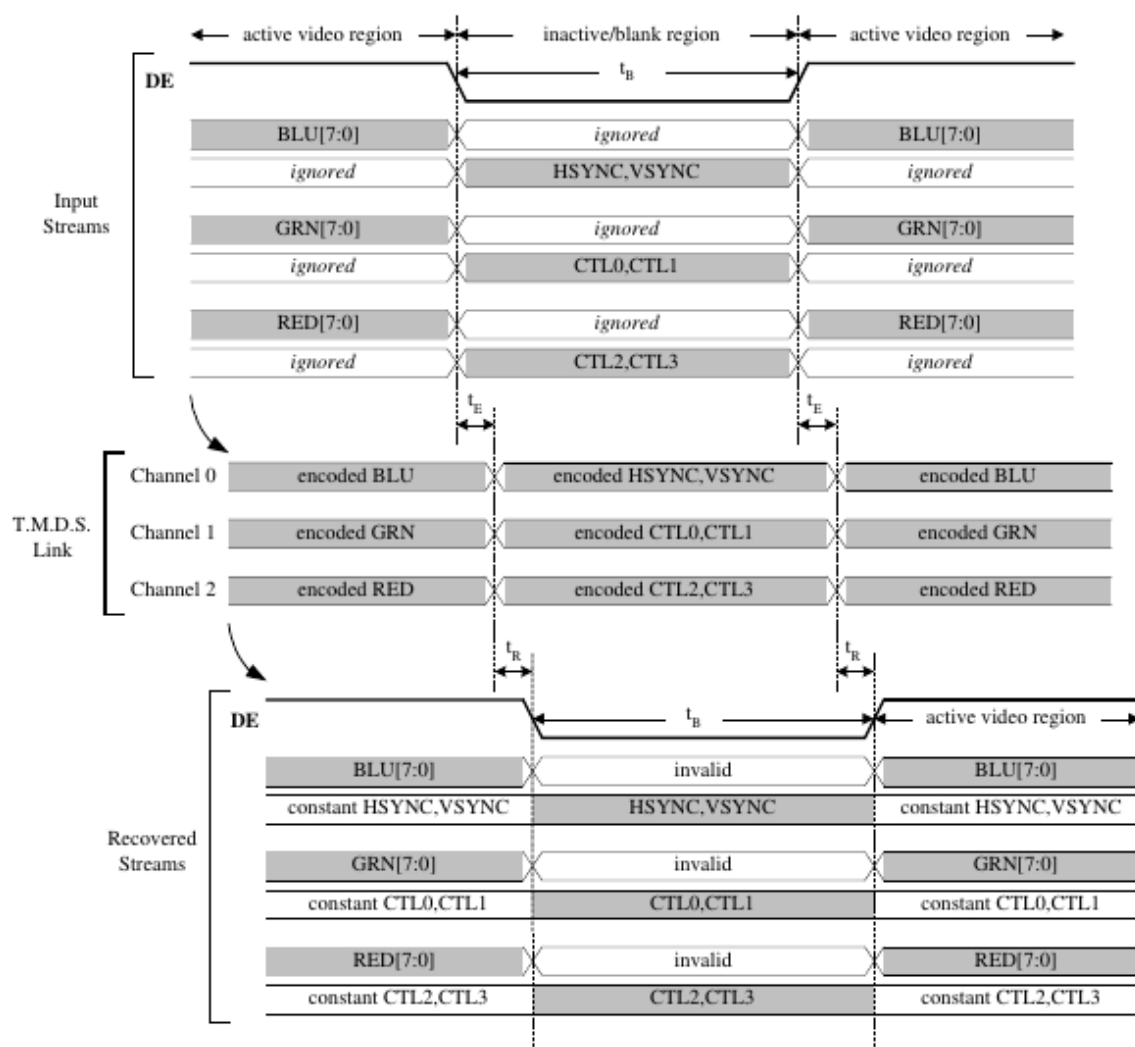 active video region inactive/blank region active video region
DE tB
BLU[7:0] ignored BLU[7:0]
ignored HSYNC,VSYNC ignored
Input
Streams
GRN[7:0] ignored GRN[7:0]
ignored CTL0,CTL1 ignored
RED[7:0] ignored RED[7:0]
ignored CTL2,CTL3 ignored
tE tE
Channel 0 encoded BLU encoded HSYNC,VSYNC encoded BLU
T.M.D.S.
Link
Channel 1 encoded GRN encoded CTL0,CTL1 encoded GRN
Channel 2 encoded RED encoded CTL2,CTL3 encoded RED
tR tR
DE tB active video region
BLU[7:0] invalid BLU[7:0]
constant HSYNC,VSYNC HSYNC,VSYNC constant HSYNC,VSYNC
Recovered
Streams
GRN[7:0] invalid GRN[7:0]
constant CTL0,CTL1 CTL0,CTL1 constant CTL0,CTL1
RED[7:0] invalid RED[7:0]
constant CTL2,CTL3 CTL2,CTL3 constant CTL2,CTL3